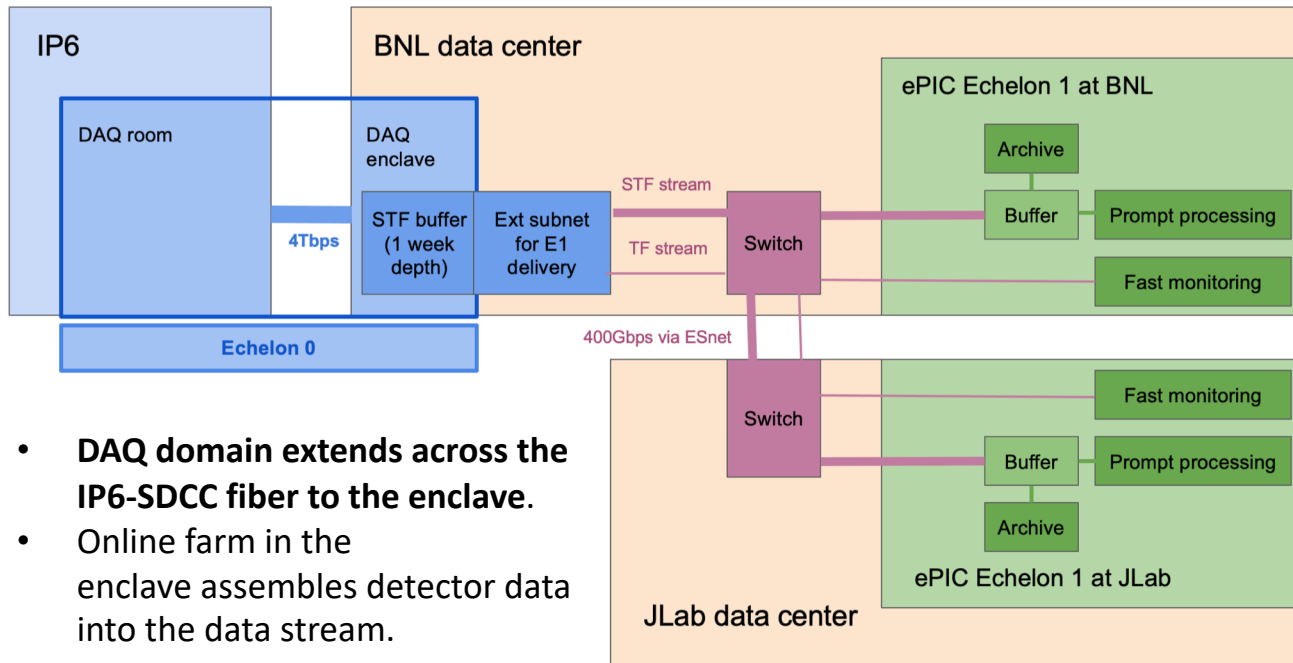 IP6
BNL data center
ePIC Echelon 1 at BNL
DAQ room
DAQ
enclave
Archive
STF buffer
(1 week
depth)
Ext subnet
for E1
delivery
STF stream
TF stream
4Tbps
Switch
Buffer
Prompt processing
Fast monitoring
Echelon 0
400Gbps via ESnet
Switch
Fast monitoring
Buffer
Prompt processing
Archive
ePIC Echelon 1 at JLab
JLab data center
• DAQ domain extends across the
IP6-SDCC fiber to the enclave.
• Online farm in the
enclave assembles detector data
into the data stream.